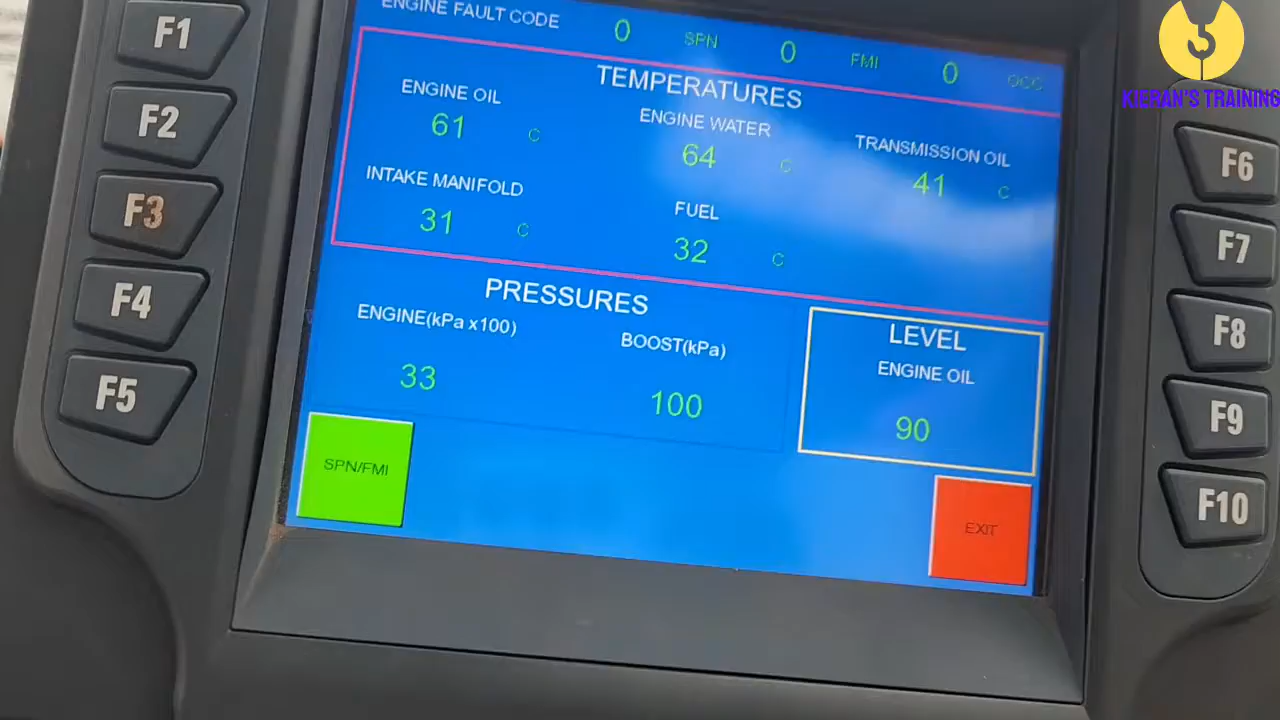 ENGINE FAULT CODE 0 SPN 0 FMI 0 OCC
TEMPERATURES
ENGINE OIL ENGINE WATER TRANSMISSION OIL
61 C 64 C 41 C
INTAKE MANIFOLD FUEL
31 C 32 C
PRESSURES
ENGINE(kPa x100) BOOST(kPa)
33 100
LEVEL
ENGINE OIL
90
SPN/FMI
EXIT
F1
F2
F3
F4
F5
F6
F7
F8
F9
F10
KIERAN'S TRAINING